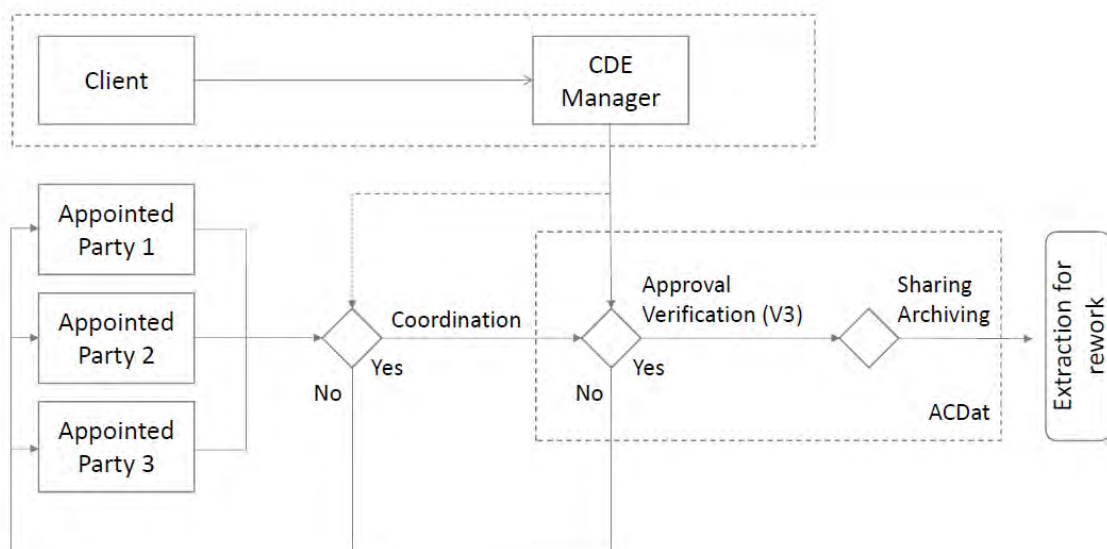 Client
CDE
Manager
Appointed
Party 1
Appointed
Party 2
Appointed
Party 3
Coordination
Yes
No
Approval
Verification (V3)
Yes
No
Sharing
Archiving
ACDat
Extraction for
rework